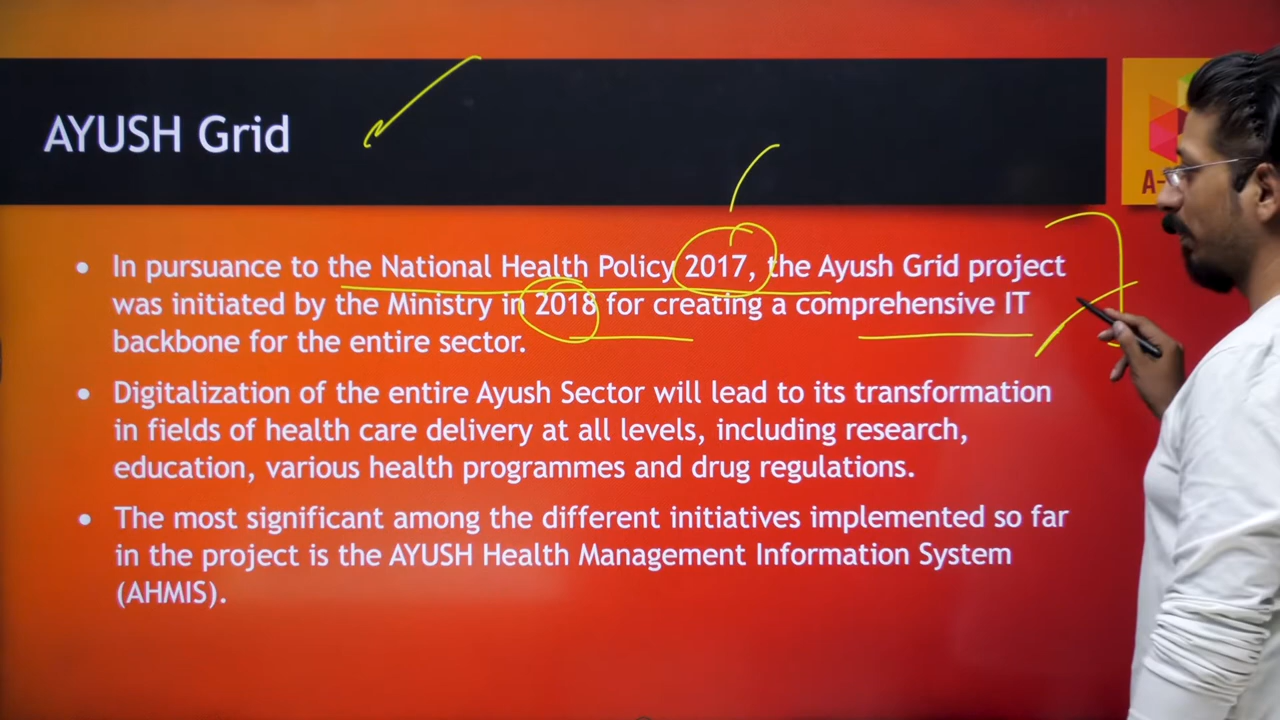 AYUSH Grid
A-
• In pursuance to the National Health Policy 2017, the Ayush Grid project
was initiated by the Ministry in 2018 for creating a comprehensive IT
backbone for the entire sector.
• Digitalization of the entire Ayush Sector will lead to its transformation
in fields of health care delivery at all levels, including research,
education, various health programmes and drug regulations.
• The most significant among the different initiatives implemented so far
in the project is the AYUSH Health Management Information System
(AHMIS).